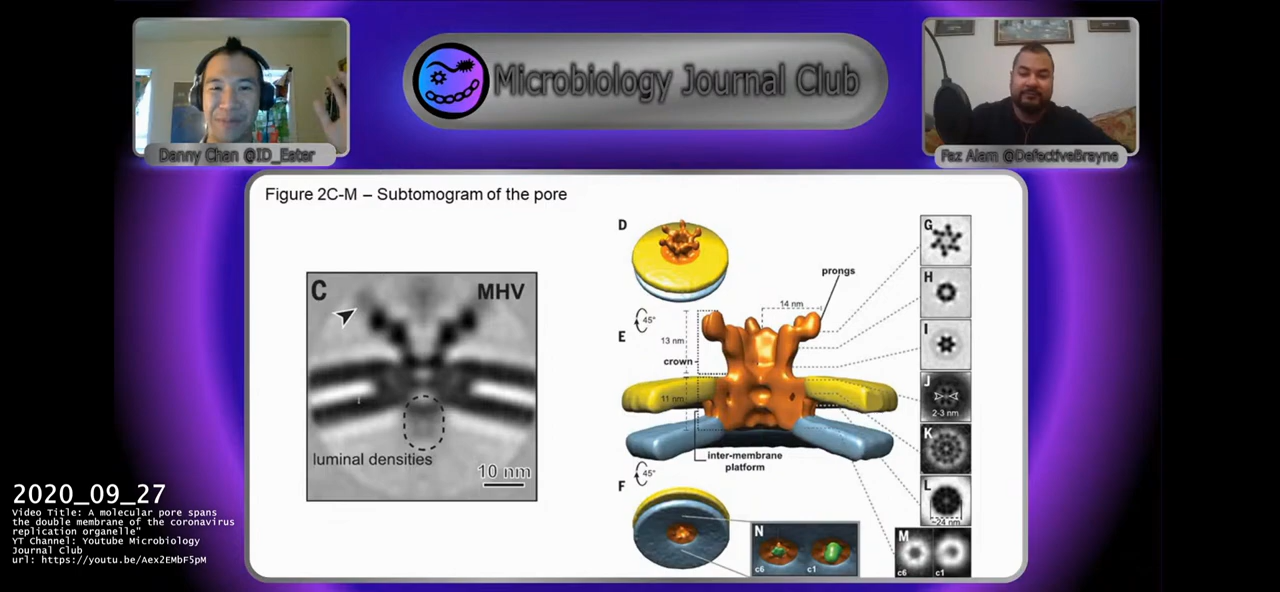 Microbiology Journal Club
Danny Chan @ID_Eater
Faz Alam @DefectiveBrayne
Figure 2C-M – Subtomogram of the pore
C
MHV
luminal densities
10 nm
D
45°
E
13 nm
crown
11 nm
14 nm
prongs
inter-membrane
platform
45°
F
N
c6
c1
G
H
I
J
2-3 nm
K
L
~24 nm
M
c6
c1
2020_09_27
Video Title: A molecular pore spans
the double membrane of the coronavirus
replication organelle"
YT Channel: Youtube Microbiology
Journal Club
url: https://youtu.be/Aex2EMbF5pM